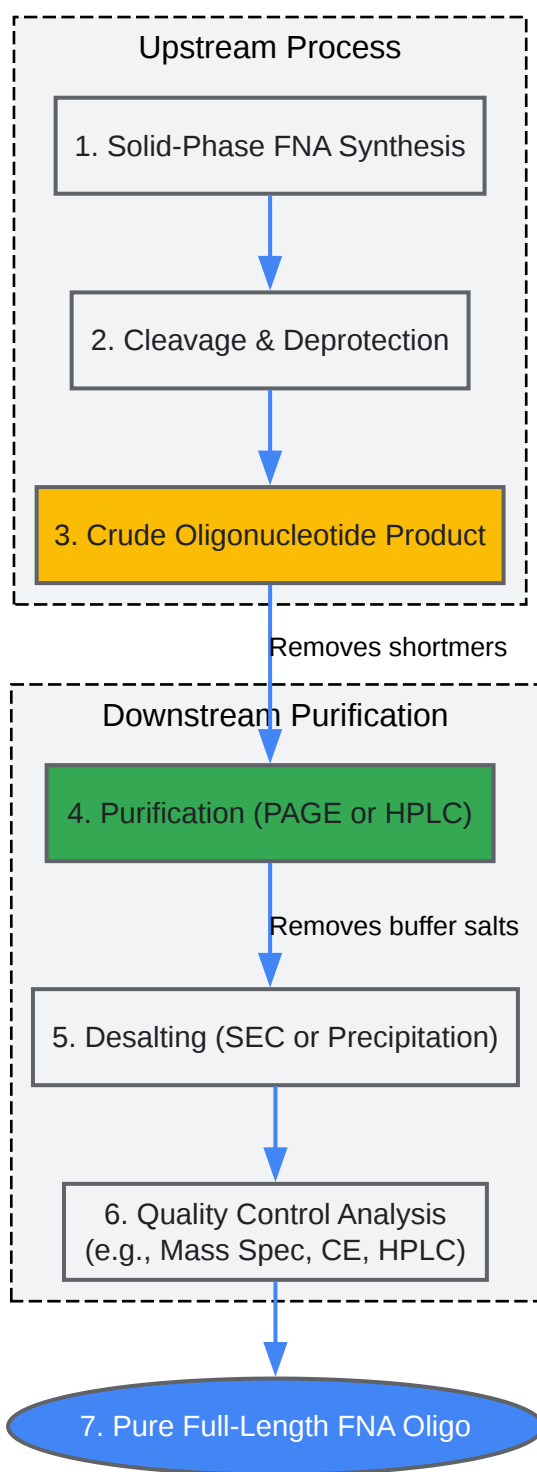 Upstream Process
1. Solid-Phase FNA Synthesis
2. Cleavage & Deprotection
3. Crude Oligonucleotide Product
Removes shortmers
Downstream Purification
4. Purification (PAGE or HPLC)
Removes buffer salts
5. Desalting (SEC or Precipitation)
6. Quality Control Analysis
(e.g., Mass Spec, CE, HPLC)
7. Pure Full-Length FNA Oligo